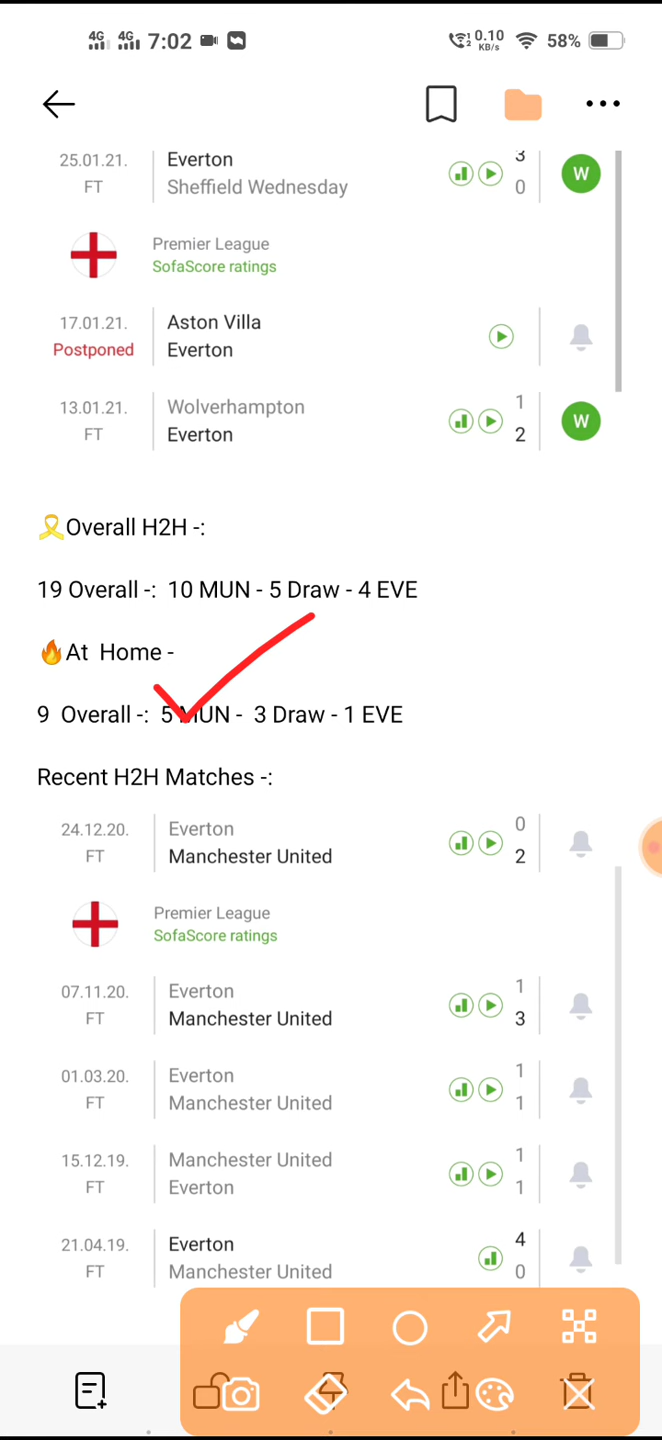 4G 4G 7:02 2 0.10 KB/s 58%
25.01.21. Everton 3
FT Sheffield Wednesday 0 W
Premier League
SofaScore ratings
17.01.21. Aston Villa
Postponed Everton
13.01.21. Wolverhampton 1
FT Everton 2 W
Overall H2H -:
19 Overall -: 10 MUN - 5 Draw - 4 EVE
At Home -
9 Overall -: 5 MUN - 3 Draw - 1 EVE
Recent H2H Matches -:
24.12.20. Everton 0
FT Manchester United 2
Premier League
SofaScore ratings
07.11.20. Everton 1
FT Manchester United 3
01.03.20. Everton 1
FT Manchester United 1
15.12.19. Manchester United 1
FT Everton 1
21.04.19. Everton 4
FT Manchester United 0